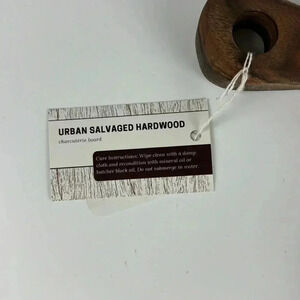 URBAN SALVAGED HARDWOOD
charcuterie board
Care Instructions: Wipe clean with a damp
cloth and recondition with mineral oil or
butcher block oil. Do not submerge in water.